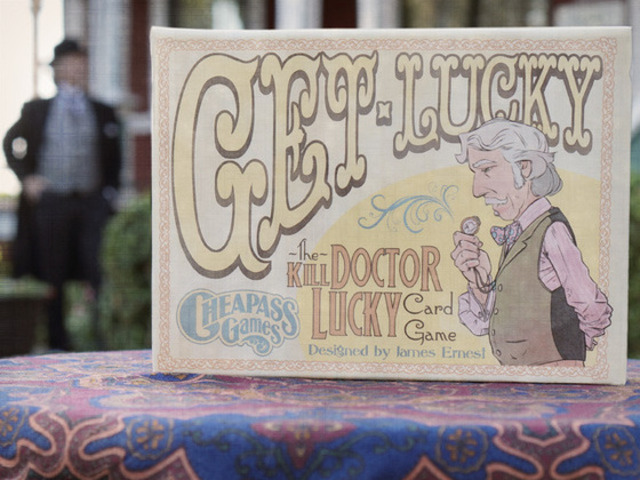 GET · LUCKY
~the~
KILL DOCTOR
LUCKY Card
Game
CHEAPASS
Games
Designed by James Ernest